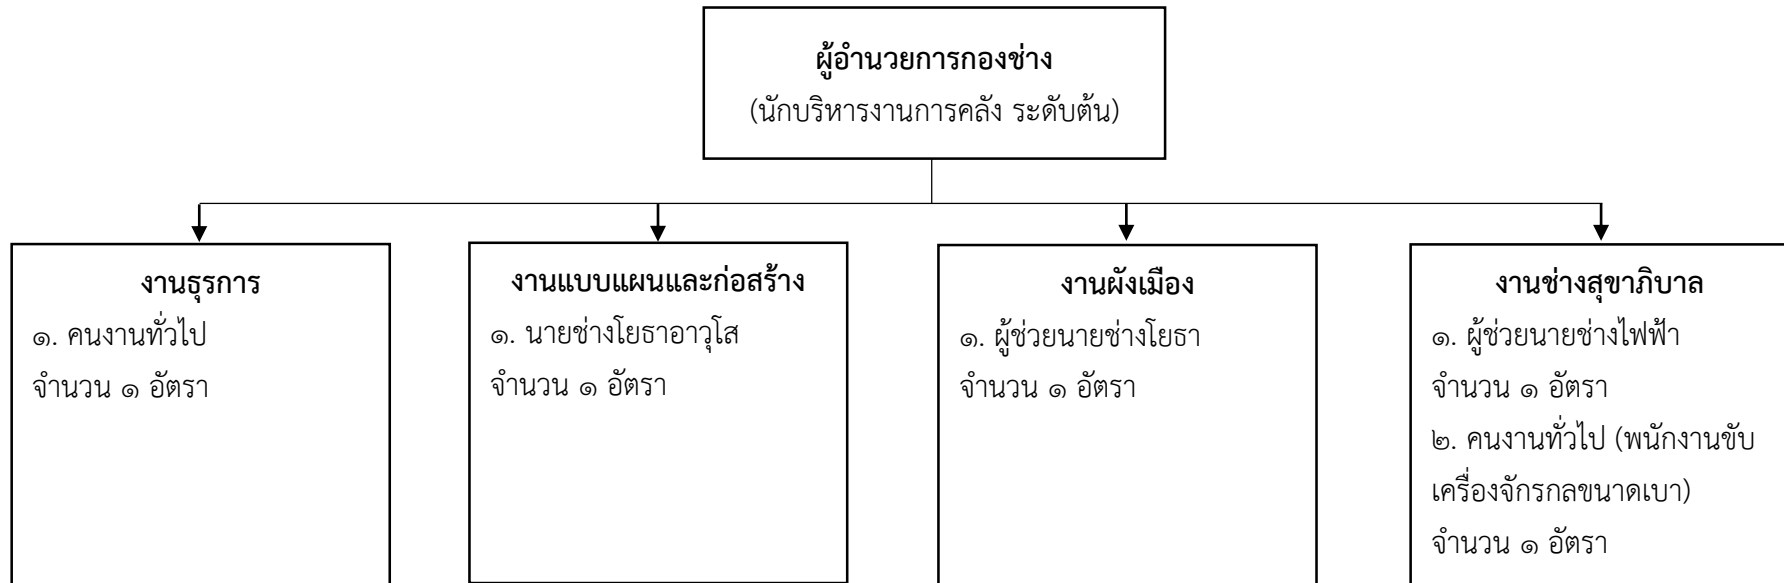 ผู้อำนวยการกองช่าง
(นักบริหารงานการคลัง ระดับต้น)
งานธุรการ
๑. คนงานทั่วไป
จำนวน ๑ อัตรา
งานแบบแผนและก่อสร้าง
๑. นายช่างโยธาอาวุโส
จำนวน ๑ อัตรา
งานผังเมือง
๑. ผู้ช่วยนายช่างโยธา
จำนวน ๑ อัตรา
งานช่างสุขาภิบาล
๑. ผู้ช่วยนายช่างไฟฟ้า
จำนวน ๑ อัตรา
๒. คนงานทั่วไป (พนักงานขับ
เครื่องจักรกลขนาดเบา)
จำนวน ๑ อัตรา